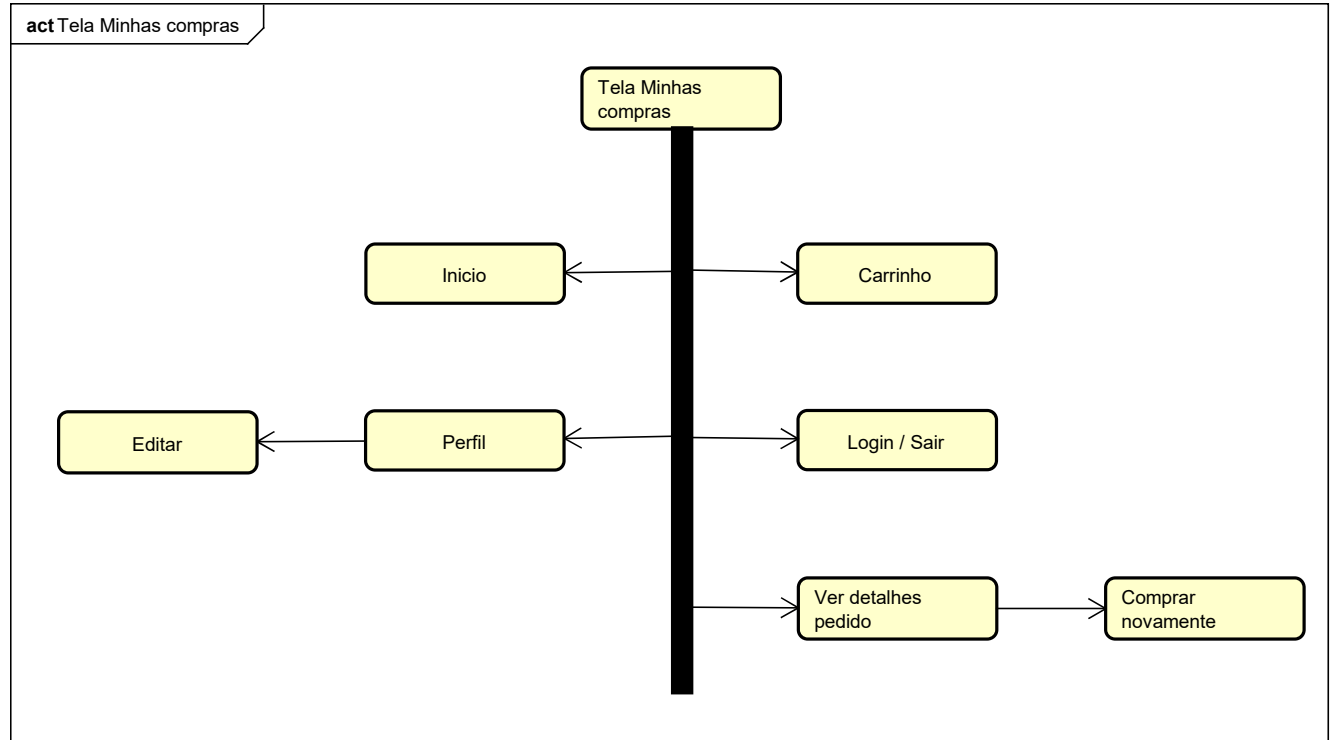 act Tela Minhas compras
Tela Minhas
compras
Inicio
Carrinho
Editar
Perfil
Login / Sair
Ver detalhes
pedido
Comprar
novamente